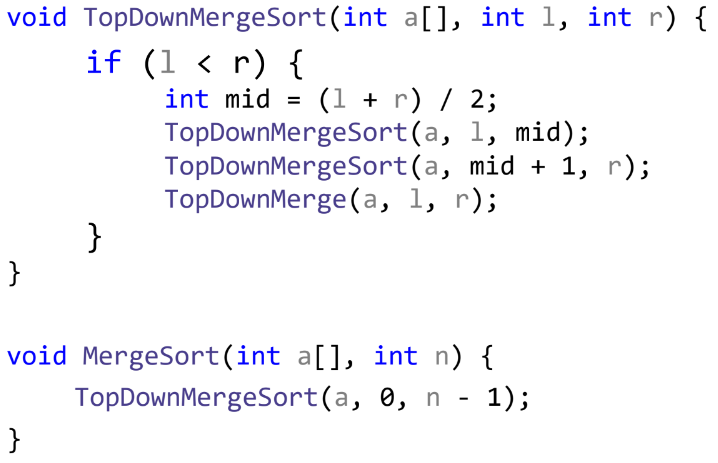 void TopDownMergeSort(int a[], int l, int r) {
if (l < r) {
int mid = (l + r) / 2;
TopDownMergeSort(a, l, mid);
TopDownMergeSort(a, mid + 1, r);
TopDownMerge(a, l, r);
}
}
void MergeSort(int a[], int n) {
TopDownMergeSort(a, 0, n - 1);
}